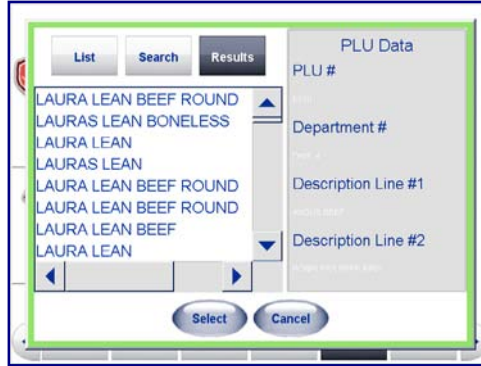 List
Search
Results
LAURA LEAN BEEF ROUND
LAURAS LEAN BONELESS
LAURA LEAN
LAURAS LEAN
LAURA LEAN BEEF ROUND
LAURA LEAN BEEF ROUND
LAURA LEAN BEEF
LAURA LEAN
PLU Data
PLU #
Department #
Description Line #1
ANGUS BEEF
Description Line #2
Select
Cancel